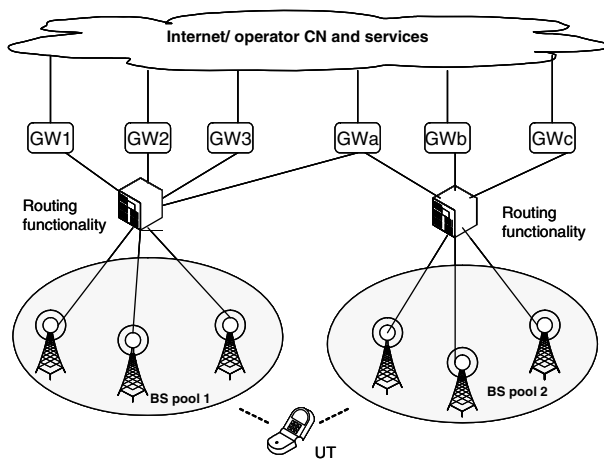 Internet/ operator CN and services
GW1
GW2
GW3
GWa
GWb
GWc
Routing
functionality
Routing
functionality
BS pool 1
BS pool 2
UT